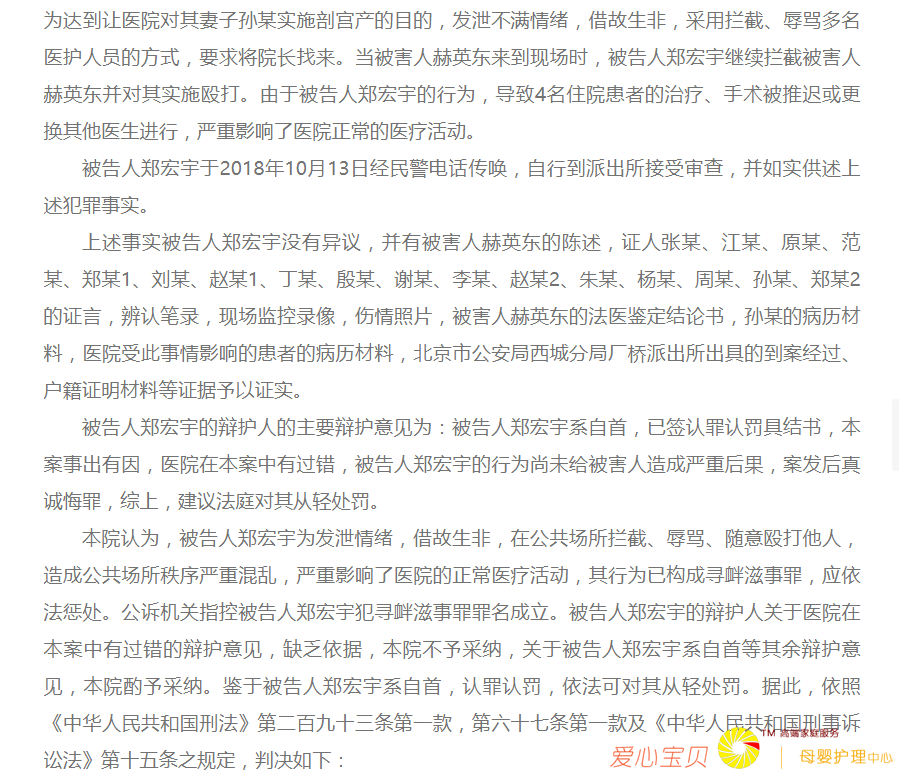 为达到让医院对其妻子孙某实施剖宫产的目的，发泄不满情绪，借故生非，采用拦截、辱骂多名
医护人员的方式，要求将院长找来。当被害人赫英东来到现场时，被告人郑宏宇继续拦截被害人
赫英东并对其实施殴打。由于被告人郑宏宇的行为，导致4名住院患者的治疗、手术被推迟或更
换其他医生进行，严重影响了医院正常的医疗活动。
被告人郑宏宇于2018年10月13日经民警电话传唤，自行到派出所接受审查，并如实供述上
述犯罪事实。
上述事实被告人郑宏宇没有异议，并有被害人赫英东的陈述，证人张某、江某、原某、范
某、郑某1、刘某、赵某1、丁某、殷某、谢某、李某、赵某2、朱某、杨某、周某、孙某、郑某2
的证言，辨认笔录，现场监控录像，伤情照片，被害人赫英东的法医鉴定结论书，孙某的病历材
料，医院受此事情影响的患者的病历材料，北京市公安局西城分局厂桥派出所出具的到案经过、
户籍证明材料等证据予以证实。
被告人郑宏宇的辩护人的主要辩护意见为：被告人郑宏宇系自首，已签认罪认罚具结书，本
案事出有因，医院在本案中有过错，被告人郑宏宇的行为尚未给被害人造成严重后果，案发后真
诚悔罪，综上，建议法庭对其从轻处罚。
本院认为，被告人郑宏宇为发泄情绪，借故生非，在公共场所拦截、辱骂、随意殴打他人，
造成公共场所秩序严重混乱，严重影响了医院的正常医疗活动，其行为已构成寻衅滋事罪，应依
法惩处。公诉机关指控被告人郑宏宇犯寻衅滋事罪罪名成立。被告人郑宏宇的辩护人关于医院在
本案中有过错的辩护意见，缺乏依据，本院不予采纳，关于被告人郑宏宇系自首等其余辩护意
见，本院酌予采纳。鉴于被告人郑宏宇系自首，认罪认罚，依法可对其从轻处罚。据此，依照
《中华人民共和国刑法》第二百九十三条第一款，第六十七条第一款及《中华人民共和国刑事诉
讼法》第十五条之规定，判决如下：
爱心宝贝
TM 高端家庭服务
母婴护理中心